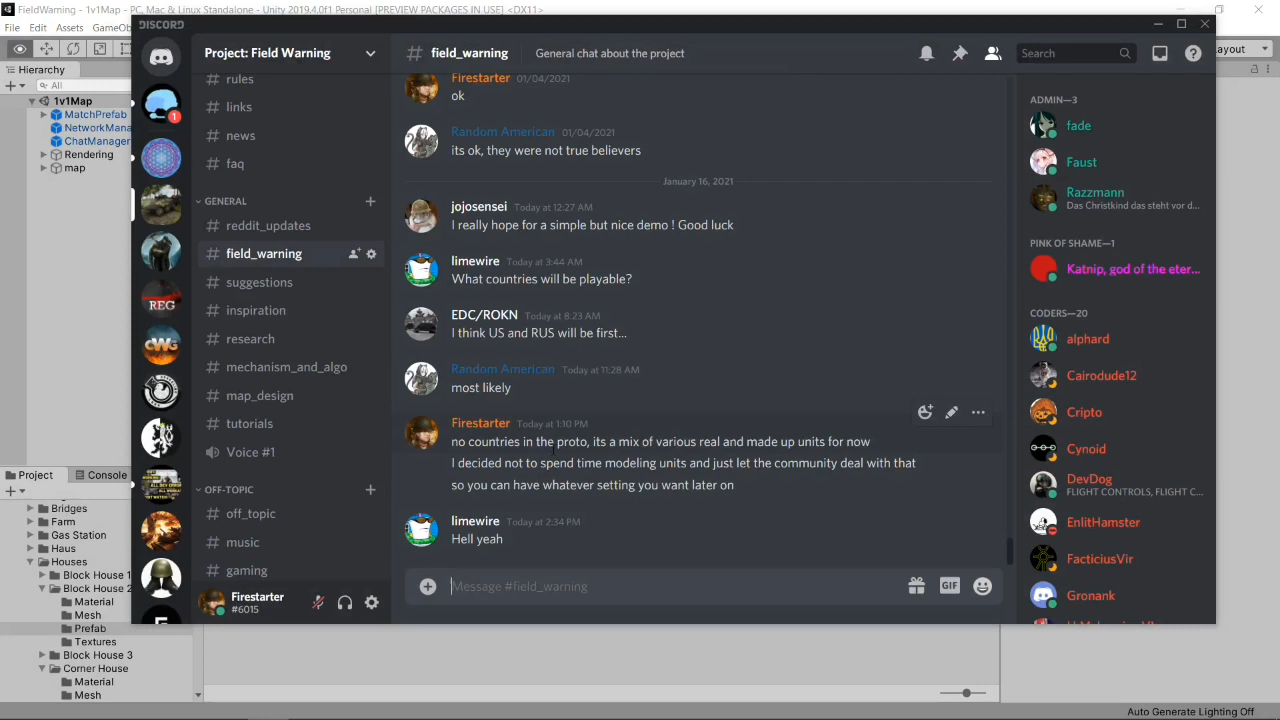 FieldWarning - 1v1Map - PC, Mac & Linux Standalone - Unity 2019.4.0f1 Personal [PREVIEW PACKAGES IN USE] <DX11>
File Edit Assets GameOb
Hierarchy
All
1v1Map
MatchPrefab
NetworkMana
ChatManager
Rendering
map
Project
Console
Bridges
Farm
Gas Station
Haus
Houses
Block House 1
Block House 2
Material
Mesh
Prefab
Textures
Block House 3
Corner House
Material
Mesh
DISCORD
1
REG
CWG
Project: Field Warning
# rules
# links
# news
# faq
GENERAL
# reddit_updates
# field_warning
# suggestions
# inspiration
# research
# mechanism_and_algo
# map_design
# tutorials
Voice #1
OFF-TOPIC
# off_topic
# music
# gaming
Firestarter
#6015
# field_warning General chat about the project
Search
Firestarter 01/04/2021
ok
Random American 01/04/2021
its ok, they were not true believers
January 16, 2021
jojosensei Today at 12:27 AM
I really hope for a simple but nice demo ! Good luck
limewire Today at 3:44 AM
What countries will be playable?
EDC/ROKN Today at 8:23 AM
I think US and RUS will be first...
Random American Today at 11:28 AM
most likely
Firestarter Today at 1:10 PM
no countries in the proto, its a mix of various real and made up units for now
I decided not to spend time modeling units and just let the community deal with that
so you can have whatever setting you want later on
limewire Today at 2:34 PM
Hell yeah
Message #field_warning
GIF
ADMIN—3
fade
Faust
Razzmann
Das Christkind das steht vor d...
PINK OF SHAME—1
Katnip, god of the eter...
CODERS—20
alphard
Cairodude12
Cripto
Cynoid
DevDog
FLIGHT CONTROLS, FLIGHT C...
EnlitHamster
FacticiusVir
Gronank
ayout
Auto Generate Lighting Off